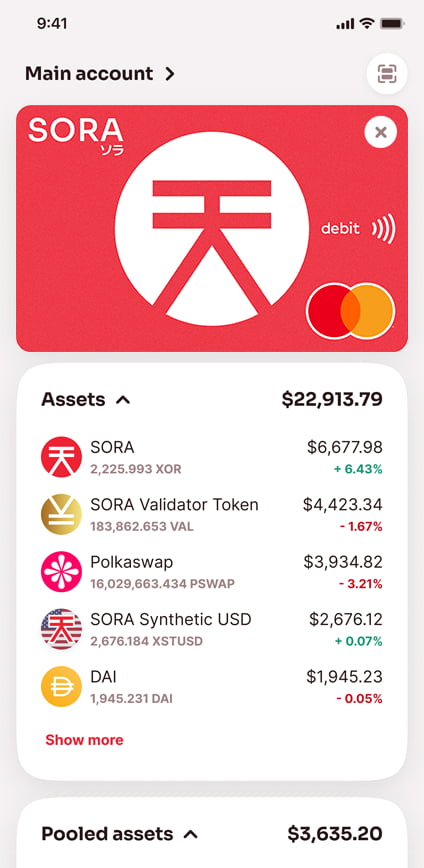 9:41
Main account
SORA
ソラ
天
debit
Assets $22,913.79
SORA $6,677.98
2,225.993 XOR + 6.43%
SORA Validator Token $4,423.34
183,862.653 VAL - 1.67%
Polkaswap $3,934.82
16,029,663.434 PSWAP - 3.21%
SORA Synthetic USD $2,676.12
2,676.184 XSTUSD + 0.07%
DAI $1,945.23
1,945.231 DAI - 0.05%
Show more
Pooled assets $3,635.20